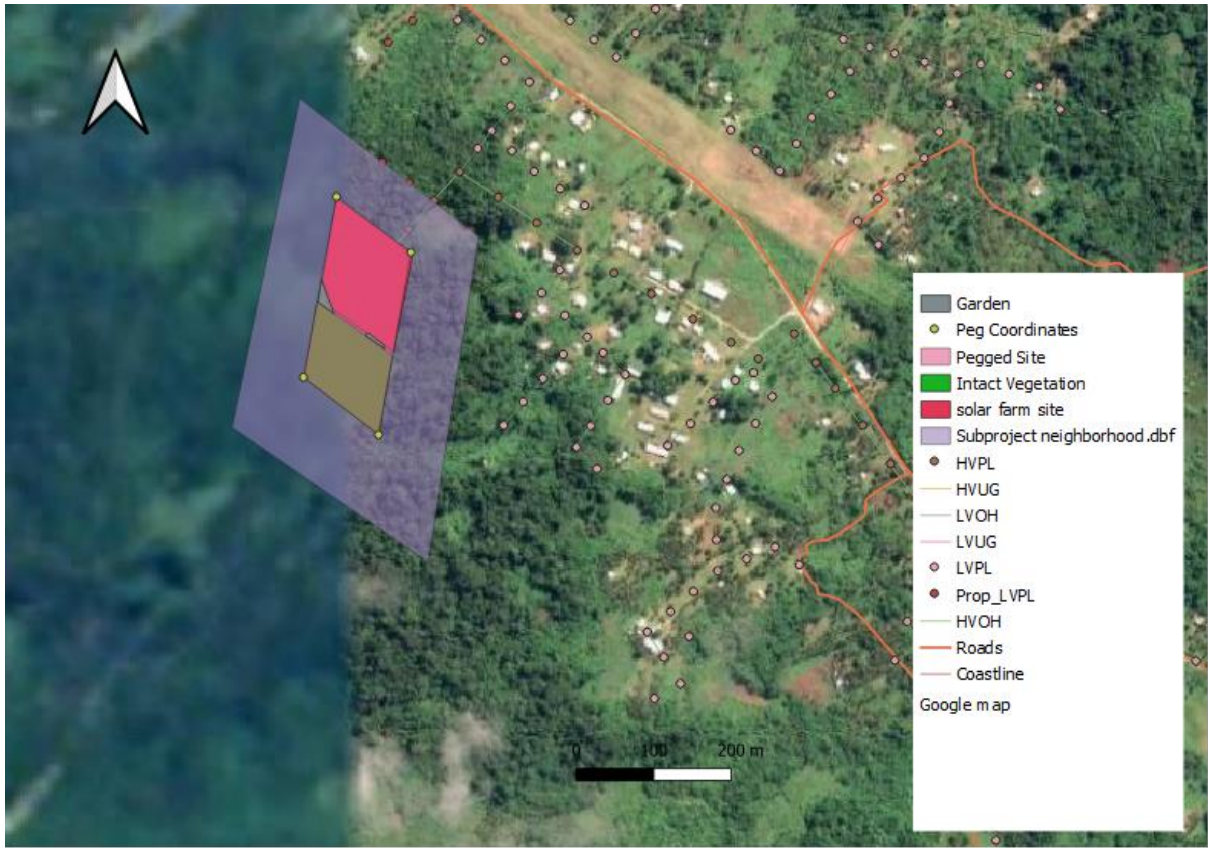 Garden
Peg Coordinates
Pegged Site
Intact Vegetation
solar farm site
Subproject neighborhood.dbf
HVPL
HVUG
LVOH
LVUG
LVPL
Prop_LVPL
HVOH
Roads
Coastline
Google map
0 100 200 m